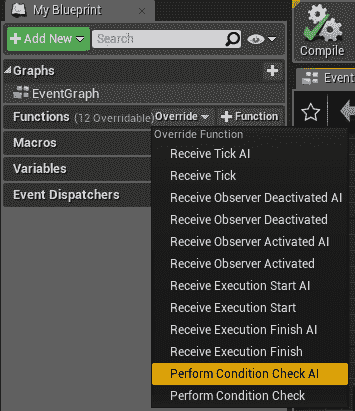 My Blueprint
+ Add New
Search
Compile
Graphs
EventGraph
Even
Functions (12 Overridable)
Override
+ Function
Override Function
Macros
Variables
Event Dispatchers
Receive Tick AI
Receive Tick
Receive Observer Deactivated AI
Receive Observer Deactivated
Receive Observer Activated AI
Receive Observer Activated
Receive Execution Start AI
Receive Execution Start
Receive Execution Finish AI
Receive Execution Finish
Perform Condition Check AI
Perform Condition Check